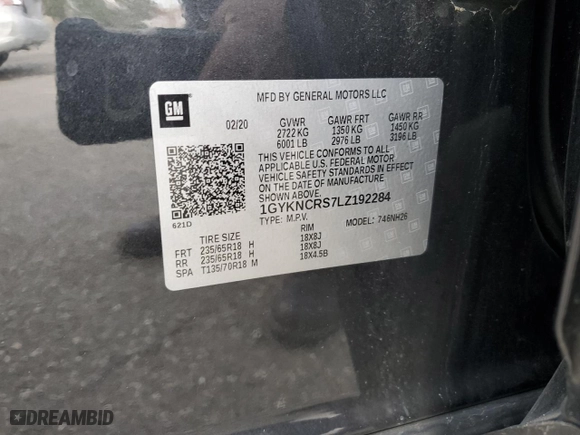 GM
MFD BY GENERAL MOTORS LLC
02/20 GVWR GAWR FRT GAWR RR
2722 KG 1350 KG 1450 KG
6001 LB 2976 LB 3196 LB
THIS VEHICLE CONFORMS TO ALL
APPLICABLE U.S. FEDERAL MOTOR
VEHICLE SAFETY STANDARDS IN EFFECT
ON THE DATE OF MANUFACTURE
1GYKNCRS7LZ192284
TYPE: M.P.V. 746NH26
621D
TIRE SIZE RIM
FRT 235/65R18 H 18X8J
RR 235/65R18 H 18X8J
SPA T135/70R18 M 18X4.5B
DREAMBID